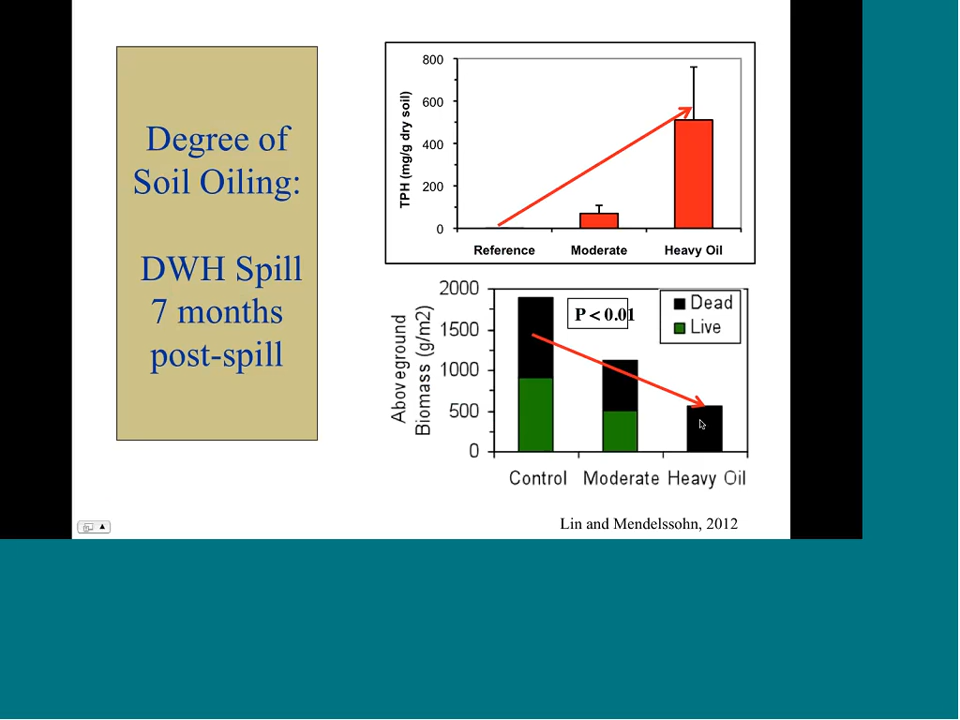 Degree of
Soil Oiling:
DWH Spill
7 months
post-spill
TPH (mg/g dry soil)
800
600
400
200
0
Reference Moderate Heavy Oil
Aboveground
Biomass (g/m2)
2000
1500
1000
500
0
P < 0.01
Dead
Live
Control Moderate Heavy Oil
Lin and Mendelssohn, 2012